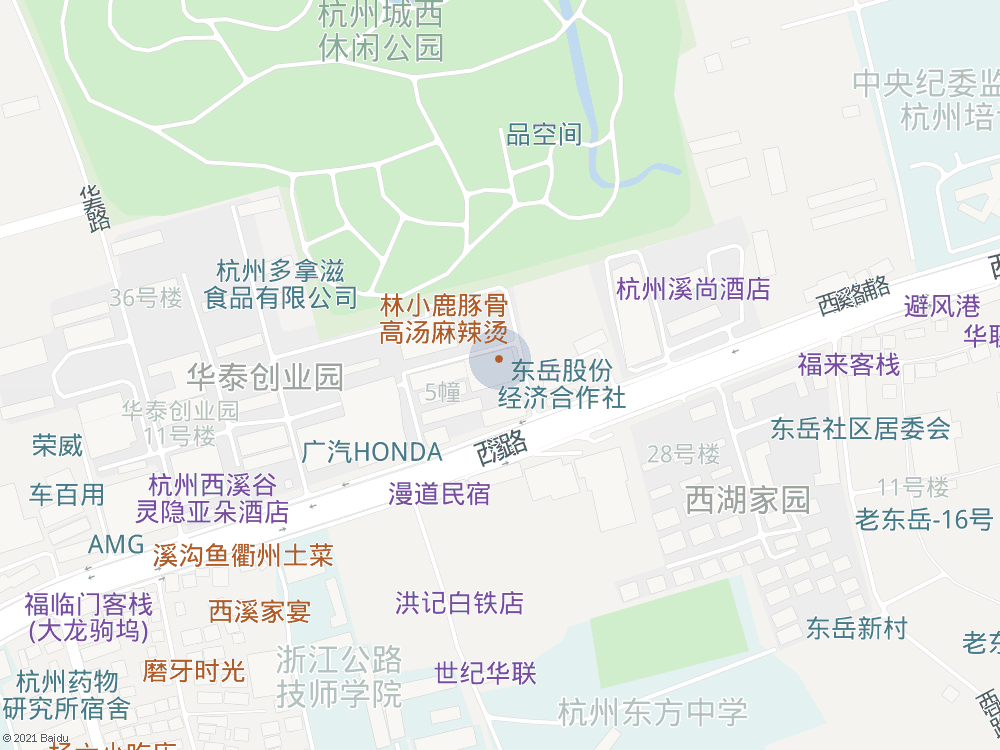 杭州城西
休闲公园
中央纪委监
杭州培
品空间
华泰路
杭州多拿滋
食品有限公司
36号楼
林小鹿豚骨
高汤麻辣烫
杭州溪尚酒店
西溪路辅路
避风港
西
华联
福来客栈
东岳股份
经济合作社
华泰创业园
5幢
华泰创业园
11号楼
荣威
广汽HONDA
西溪路
东岳社区居委会
28号楼
车百用
杭州西溪谷
灵隐亚朵酒店
漫道民宿
西湖家园
11号楼
老东岳-16号
AMG
溪沟鱼衢州土菜
福临门客栈
(大龙驹坞)
西溪家宴
洪记白铁店
东岳新村
老东
浙江公路
技师学院
磨牙时光
世纪华联
杭州药物
研究所宿舍
杭州东方中学
西
© 2021 Baidu